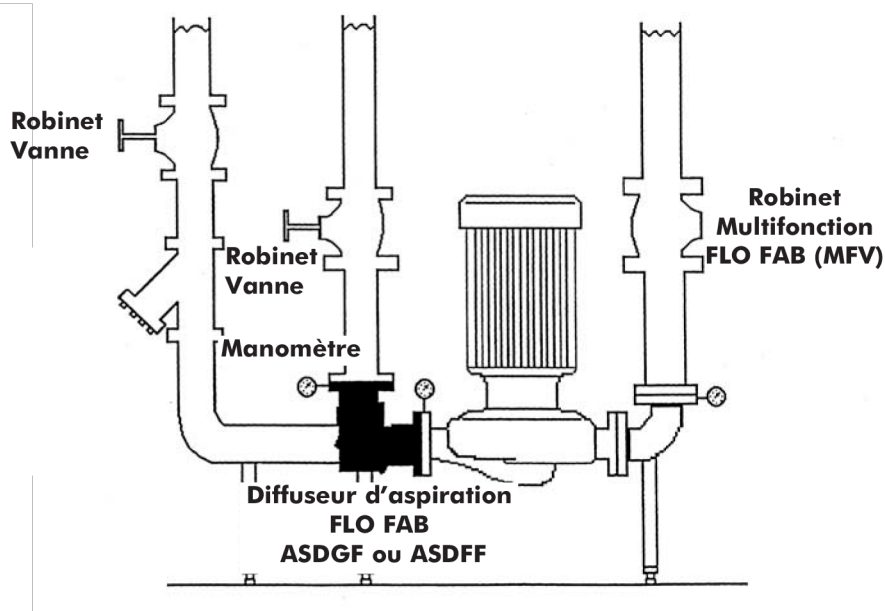 Robinet
Vanne
Robinet
Vanne
Robinet
Multifonction
FLO FAB (MFV)
Manomètre
Diffuseur d'aspiration
FLO FAB
ASDGF ou ASDFF